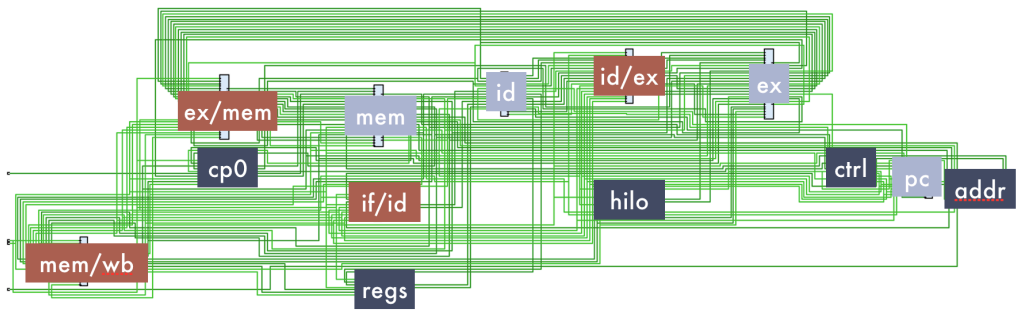 id/ex
ex
id
ex/mem
mem
cp0
ctrl
pc
addr
if/id
hilo
mem/wb
regs